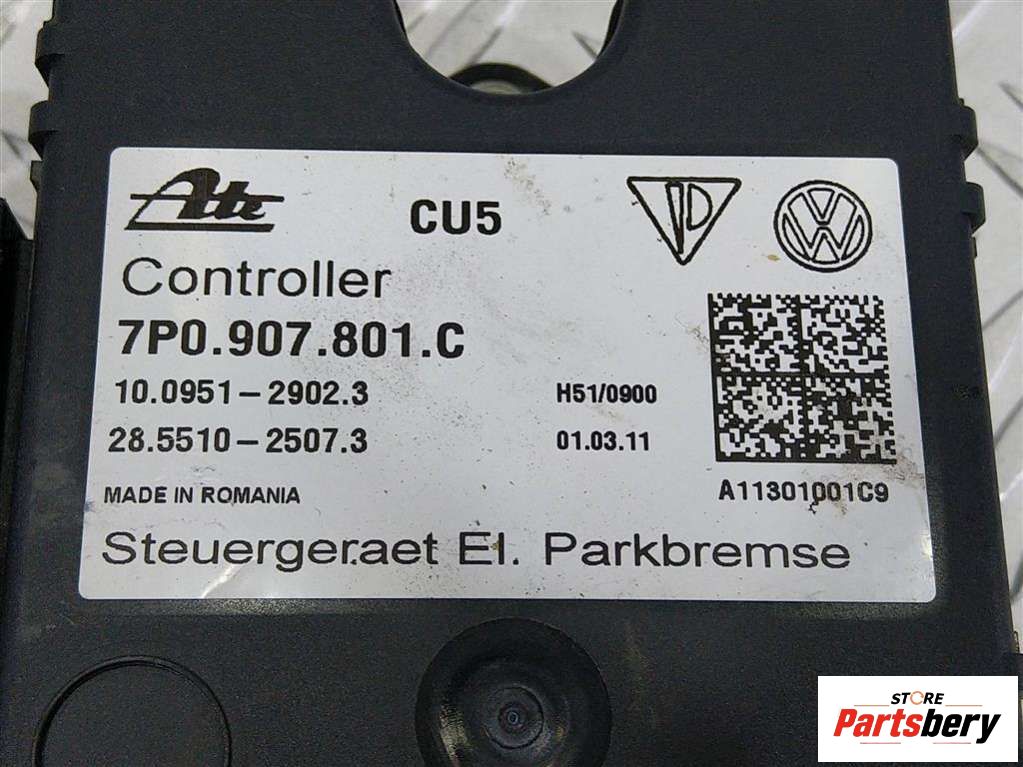 Ate CU5
Controller
7P0.907.801.C
10.0951-2902.3 H51/0900
28.5510-2507.3 01.03.11
MADE IN ROMANIA A11301001C9
Steuergeraet El. Parkbremse
STORE
Partsbery